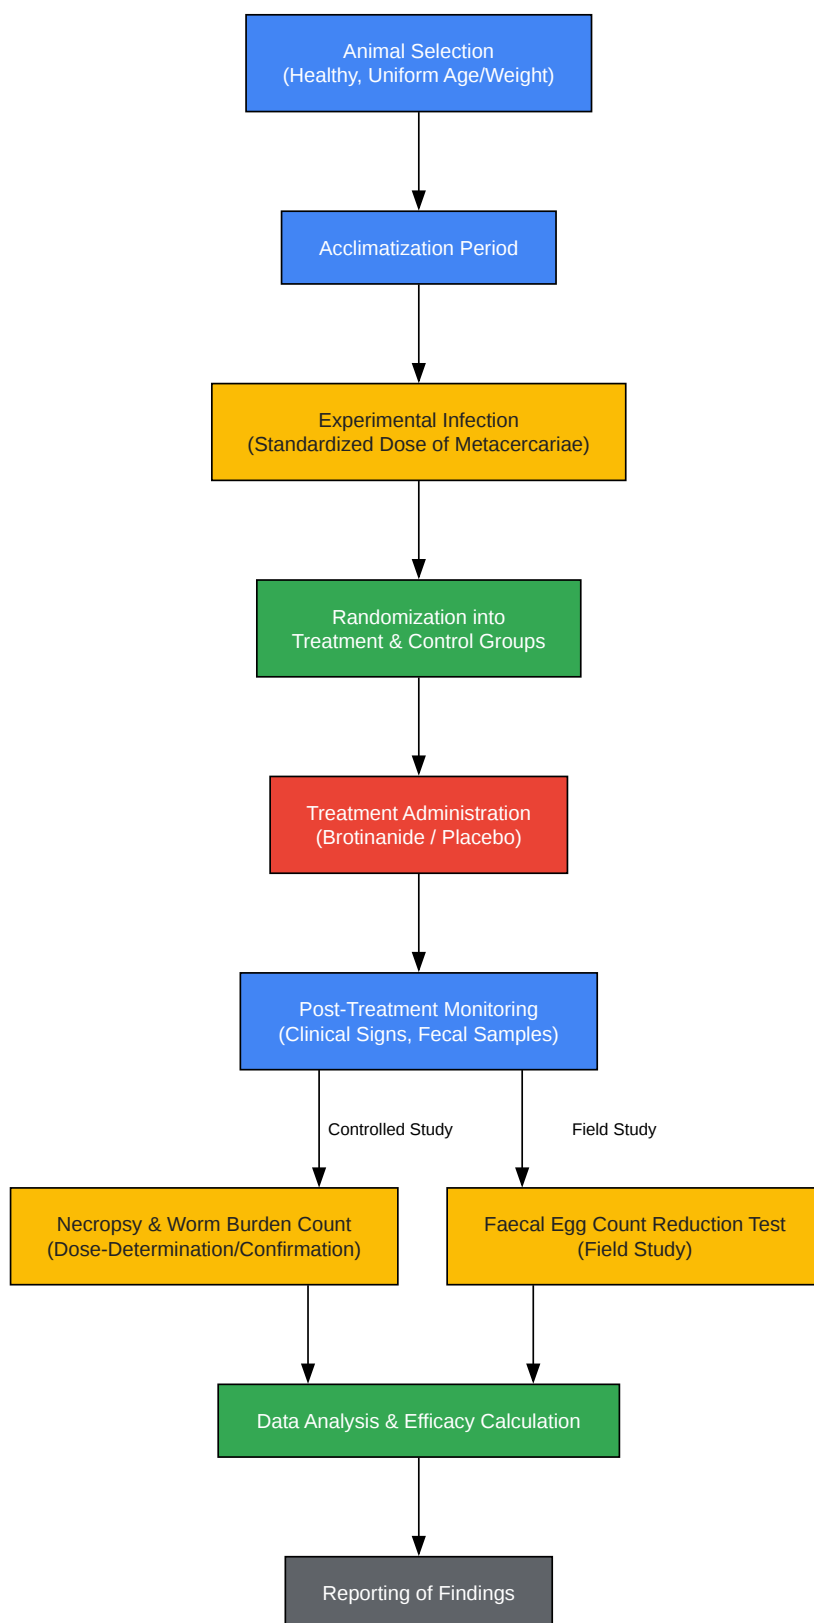 Animal Selection
(Healthy, Uniform Age/Weight)
Acclimatization Period
Experimental Infection
(Standardized Dose of Metacercariae)
Randomization into
Treatment & Control Groups
Treatment Administration
(Brotinanide / Placebo)
Post-Treatment Monitoring
(Clinical Signs, Fecal Samples)
Controlled Study
Field Study
Necropsy & Worm Burden Count
(Dose-Determination/Confirmation)
Faecal Egg Count Reduction Test
(Field Study)
Data Analysis & Efficacy Calculation
Reporting of Findings